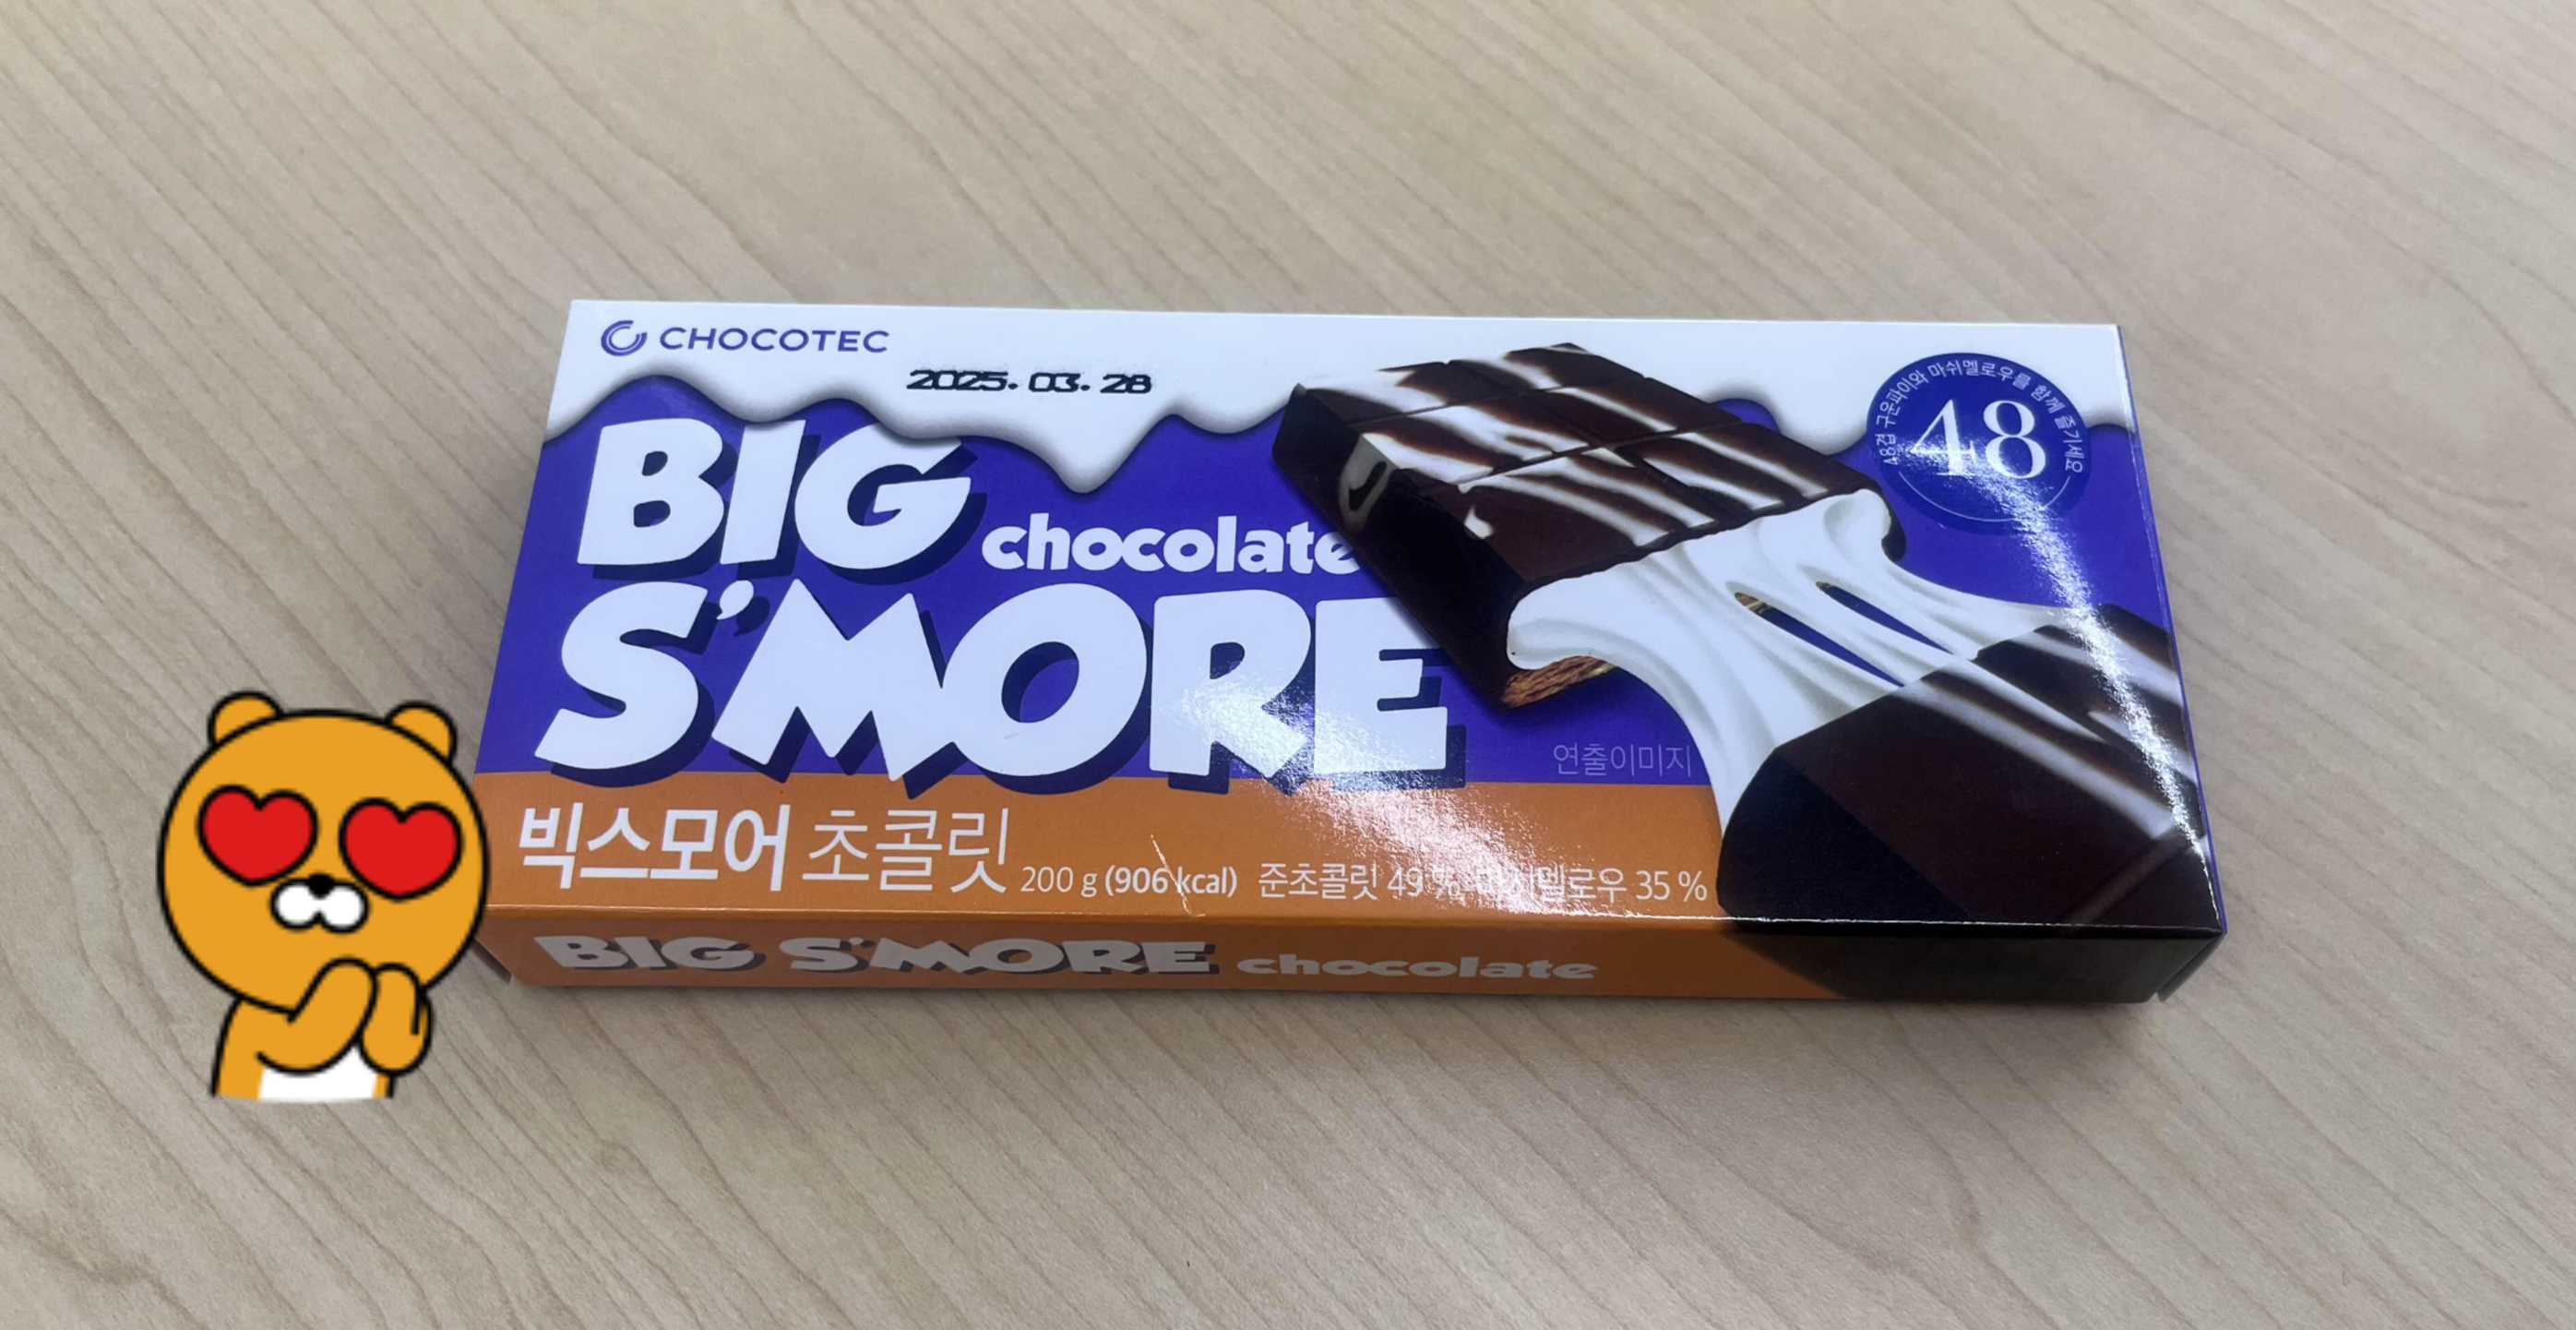 CHOCOTEC
2025.03.28
48겹 구운파이와 마쉬멜로우를 함께 즐기세요
48
BIG
chocolate
S'MORE
연출이미지
빅스모어 초콜릿 200 g (906 kcal) 준초콜릿 49 % 35 %
BIG S'MORE chocolate